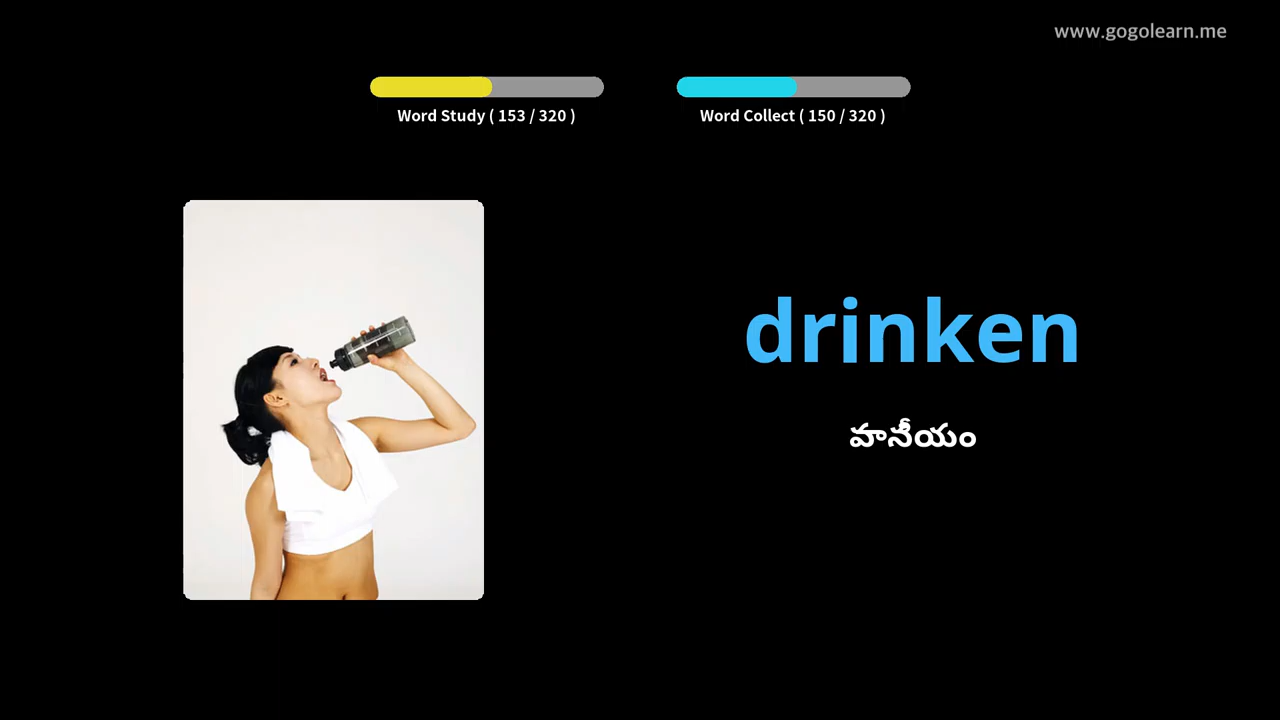 www.gogolearn.me
Word Study ( 153 / 320 )
Word Collect ( 150 / 320 )
drinken
పానీయం